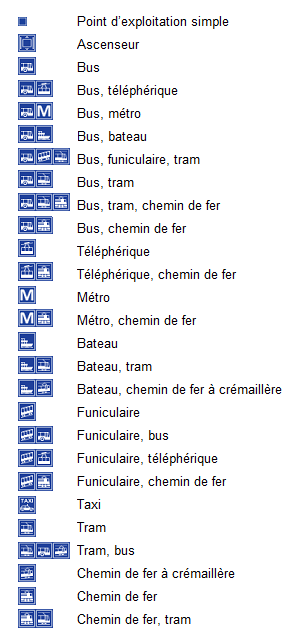 Point d'exploitation simple
Ascenseur
Bus
Bus, téléphérique
M Bus, métro
Bus, bateau
Bus, funiculaire, tram
Bus, tram
Bus, tram, chemin de fer
Bus, chemin de fer
Téléphérique
Téléphérique, chemin de fer
M Métro
M Métro, chemin de fer
Bateau
Bateau, tram
Bateau, chemin de fer à crémaillère
Funiculaire
Funiculaire, bus
Funiculaire, téléphérique
Funiculaire, chemin de fer
TAXI Taxi
Tram
Tram, bus
Chemin de fer à crémaillère
Chemin de fer
Chemin de fer, tram